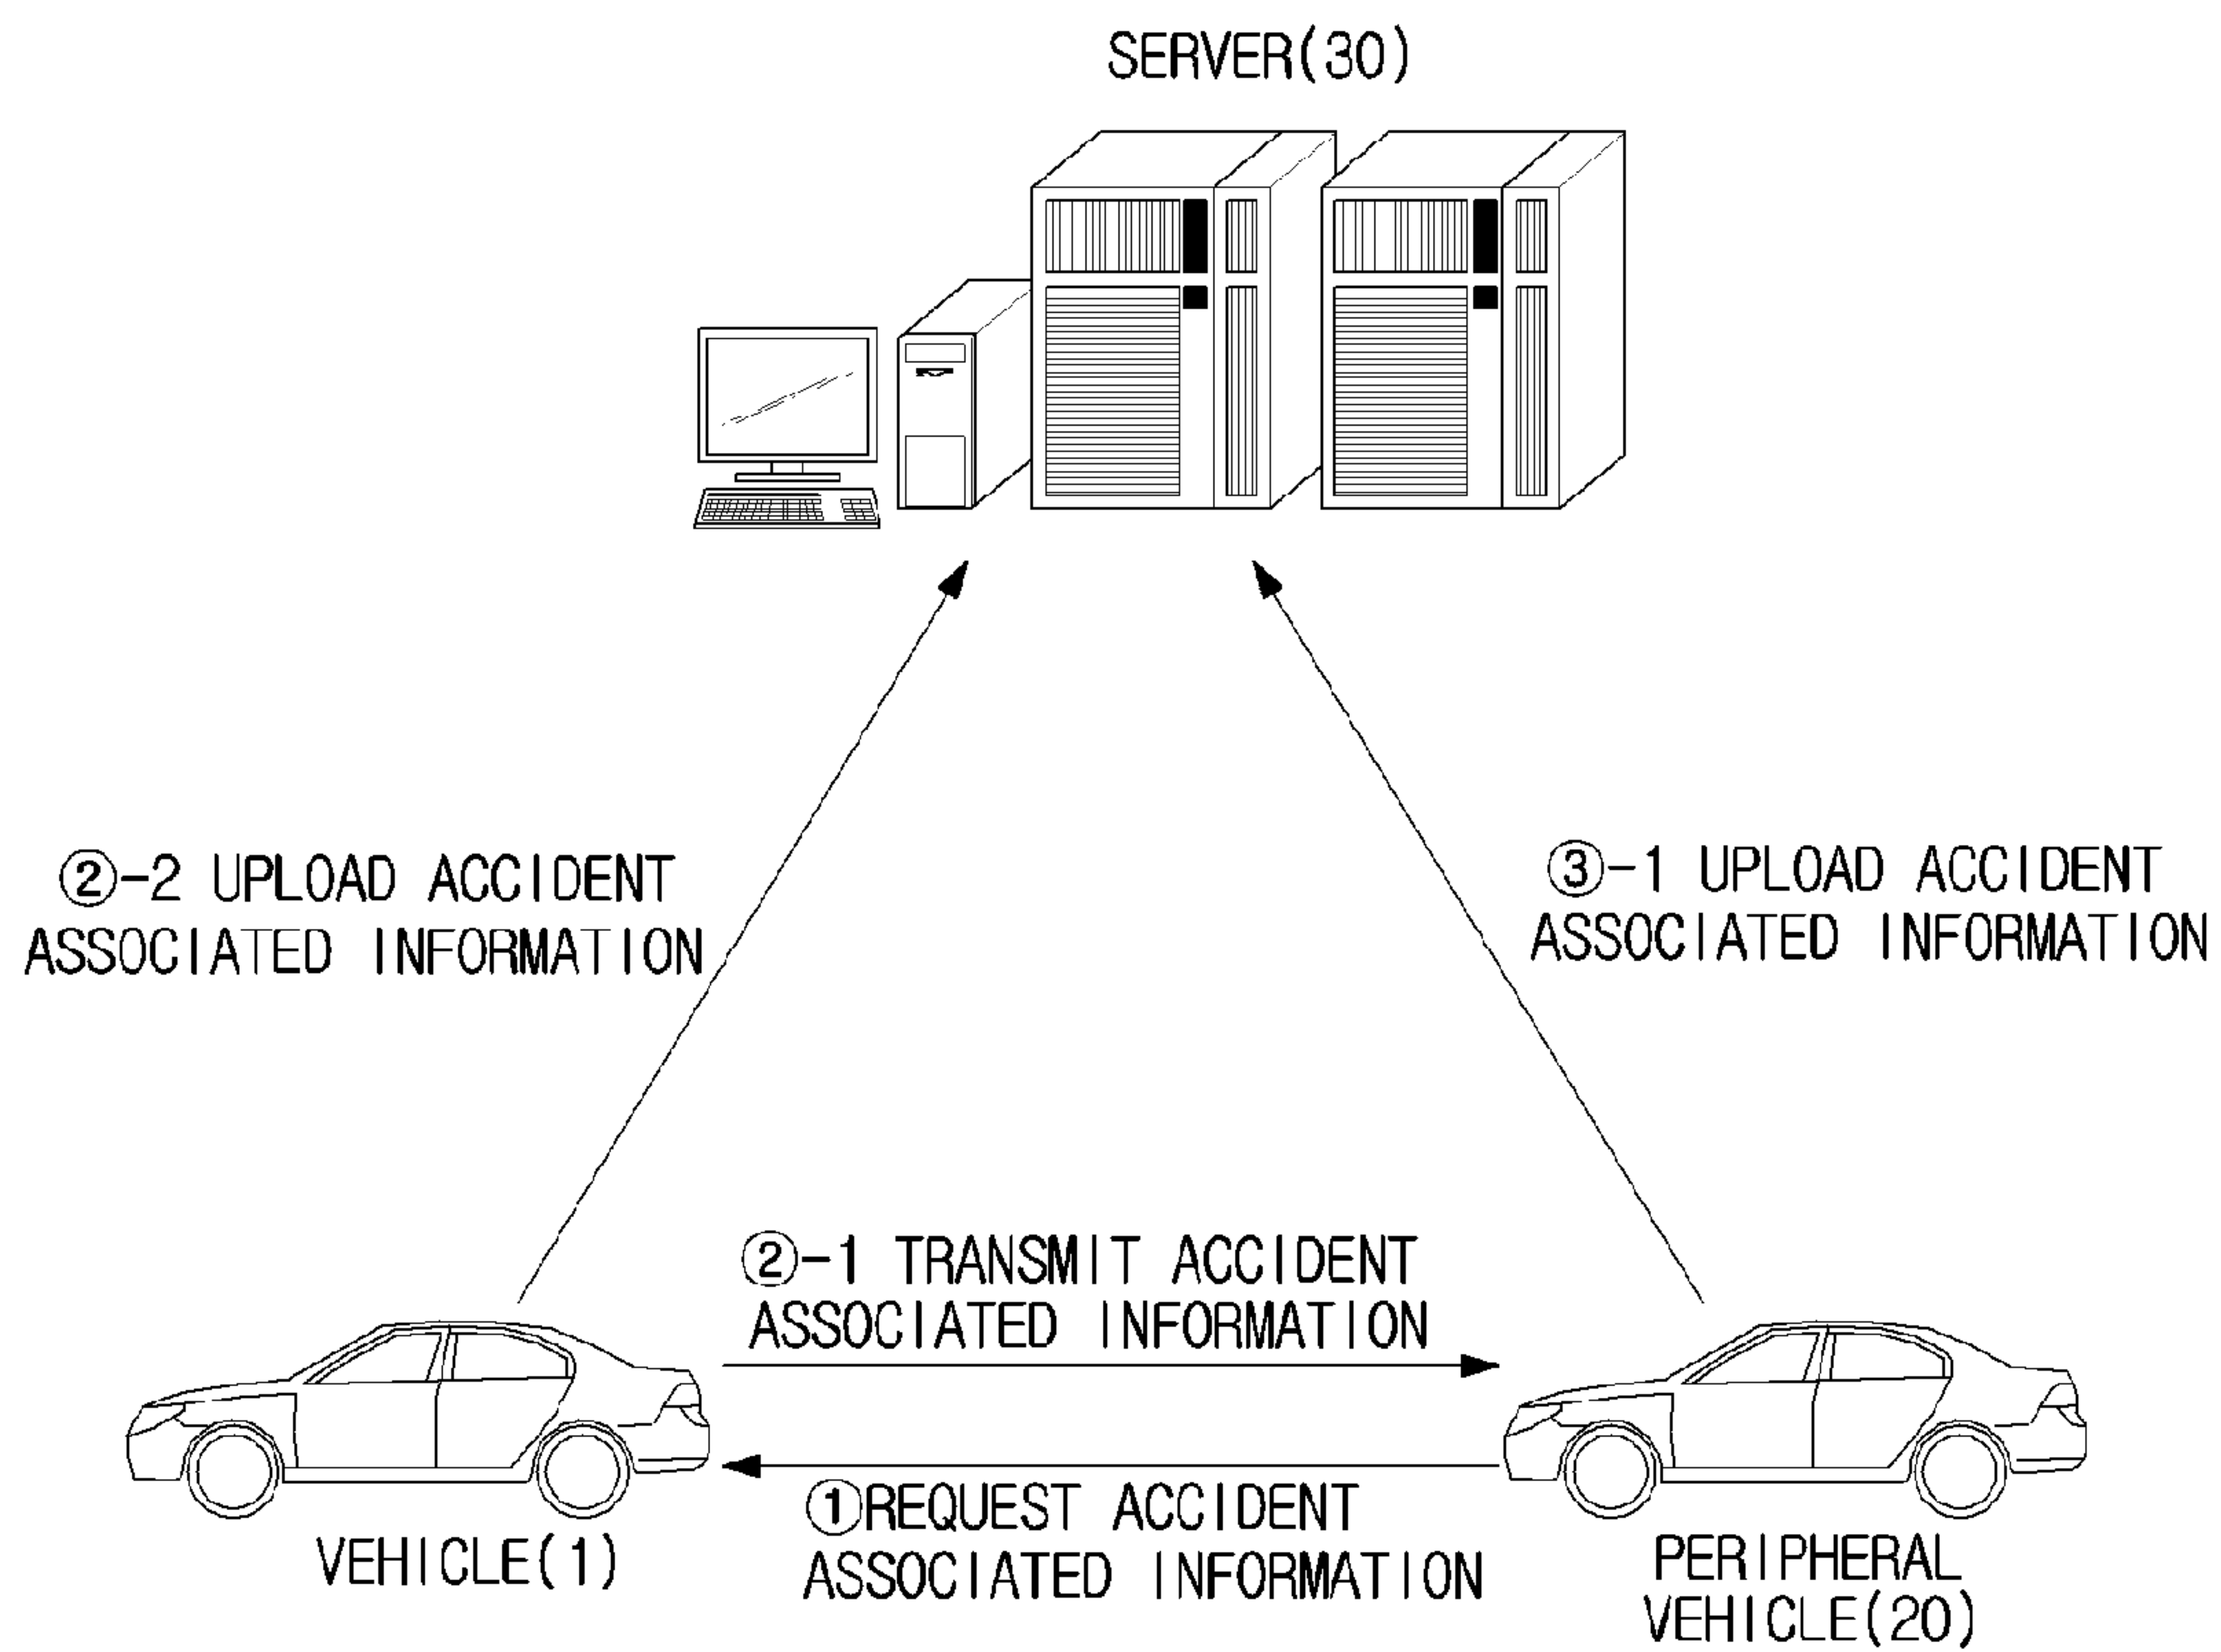 SERVER(30)
②-2 UPLOAD ACCIDENT
ASSOCIATED INFORMATION
③-1 UPLOAD ACCIDENT
ASSOCIATED INFORMATION
②-1 TRANSMIT ACCIDENT
ASSOCIATED INFORMATION
①REQUEST ACCIDENT
ASSOCIATED INFORMATION
VEHICLE(1)
PERIPHERAL
VEHICLE(20)